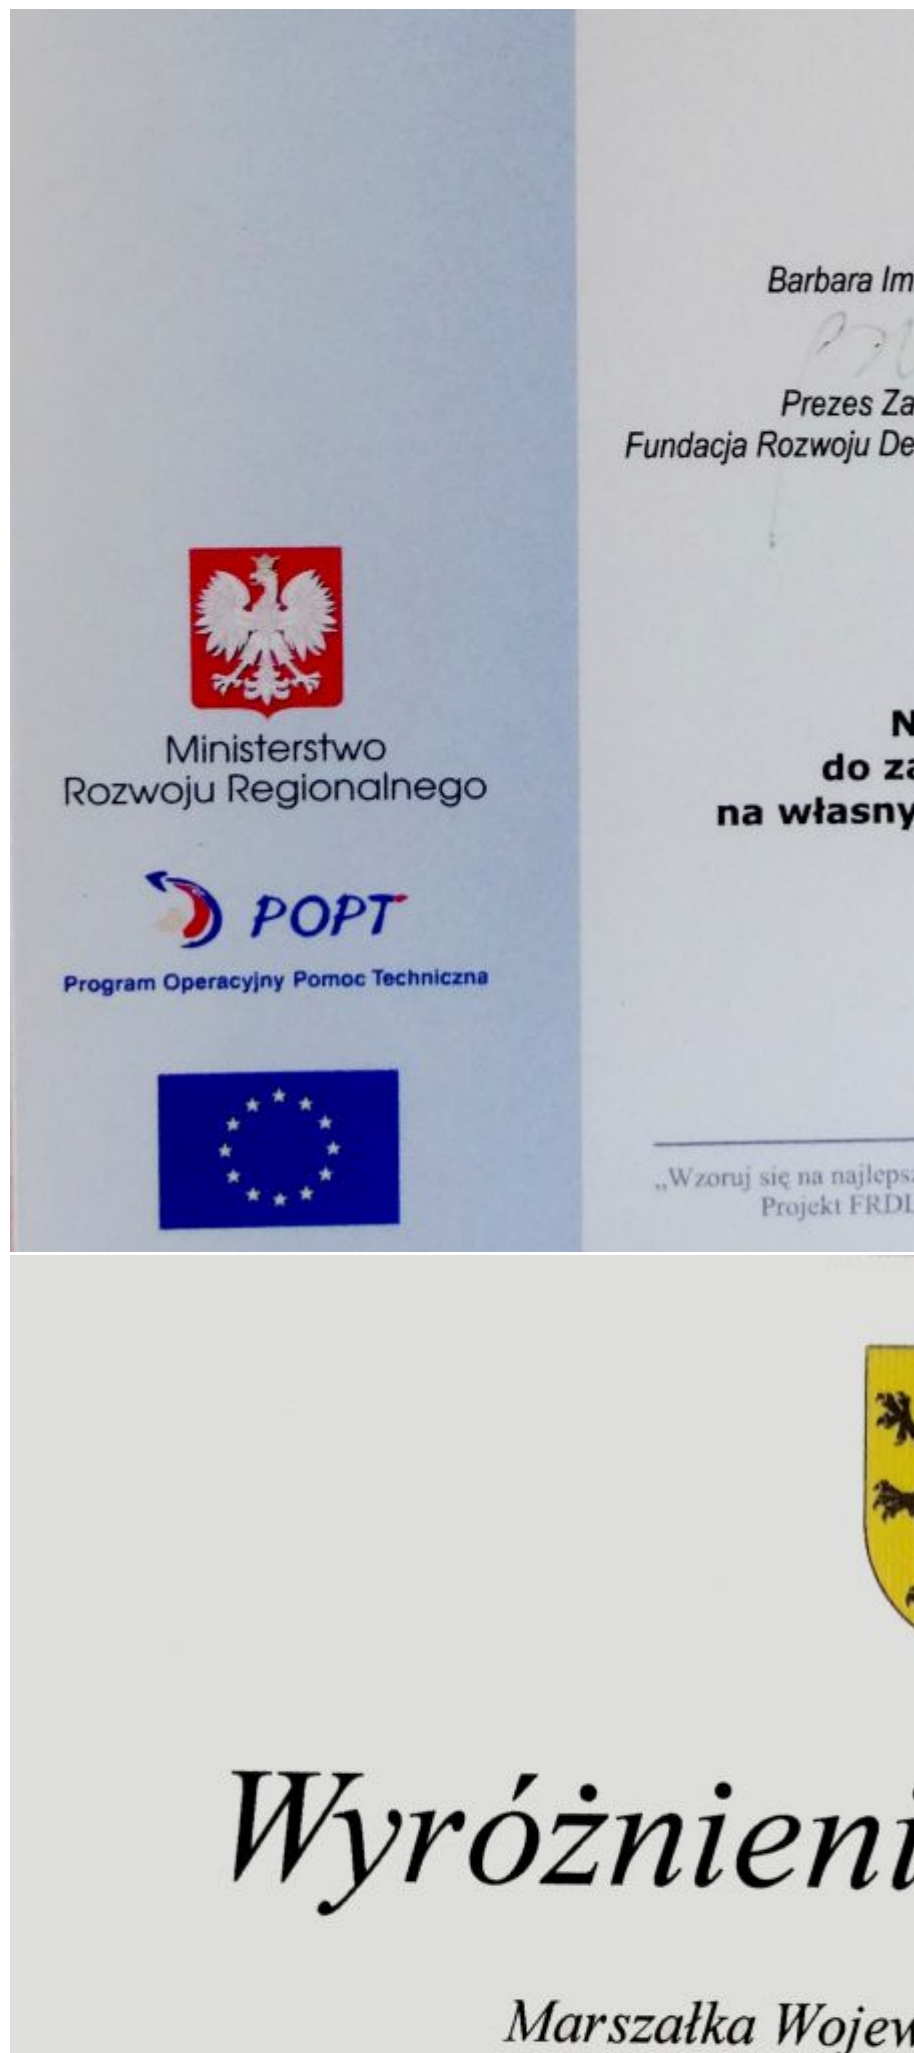 Barbara Im
Prezes Za
Fundacja Rozwoju De
Ministerstwo
Rozwoju Regionalnego
N
do za
na własny
POPT
Program Operacyjny Pomoc Techniczna
„Wzoruj się na najleps
Projekt FRDL
Wyróżnieni
Marszałka Wojew